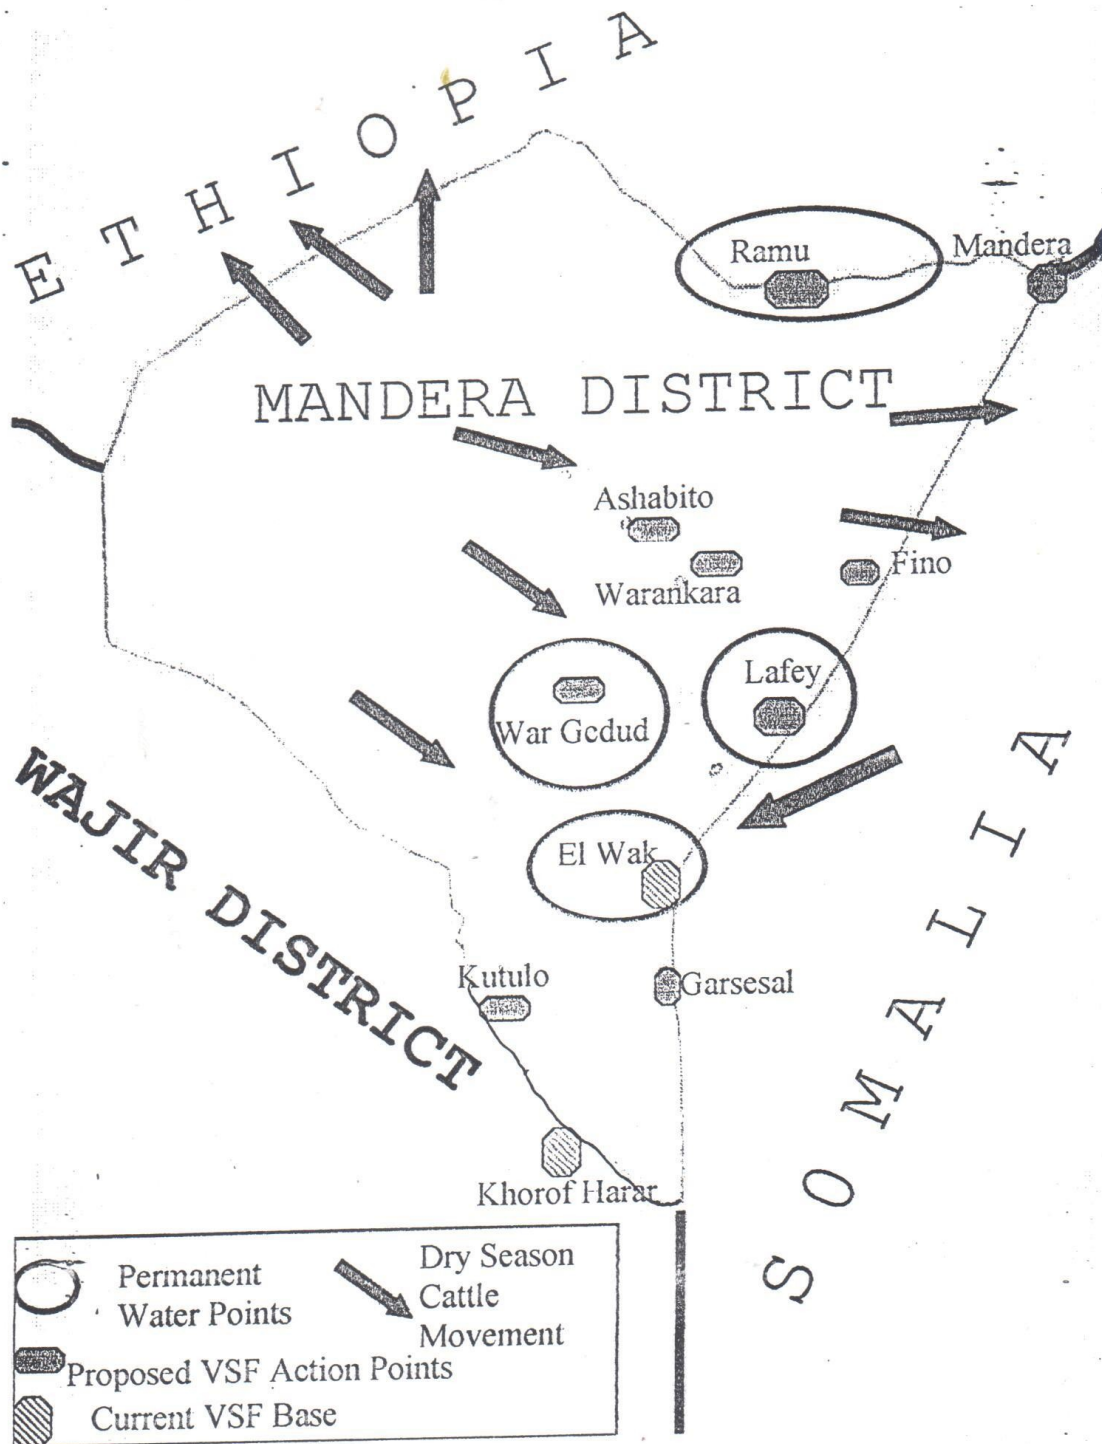 ETHIOPIA
Ramu
Mandera
MANDERA DISTRICT
Ashabito
Warankara
Fino
Lafey
War Gedud
El Wak
WAJIR DISTRICT
SOMALIA
Kutulo
Garsesal
Khorof Harar
Permanent
Water Points
Dry Season
Cattle
Movement
Proposed VSF Action Points
Current VSF Base